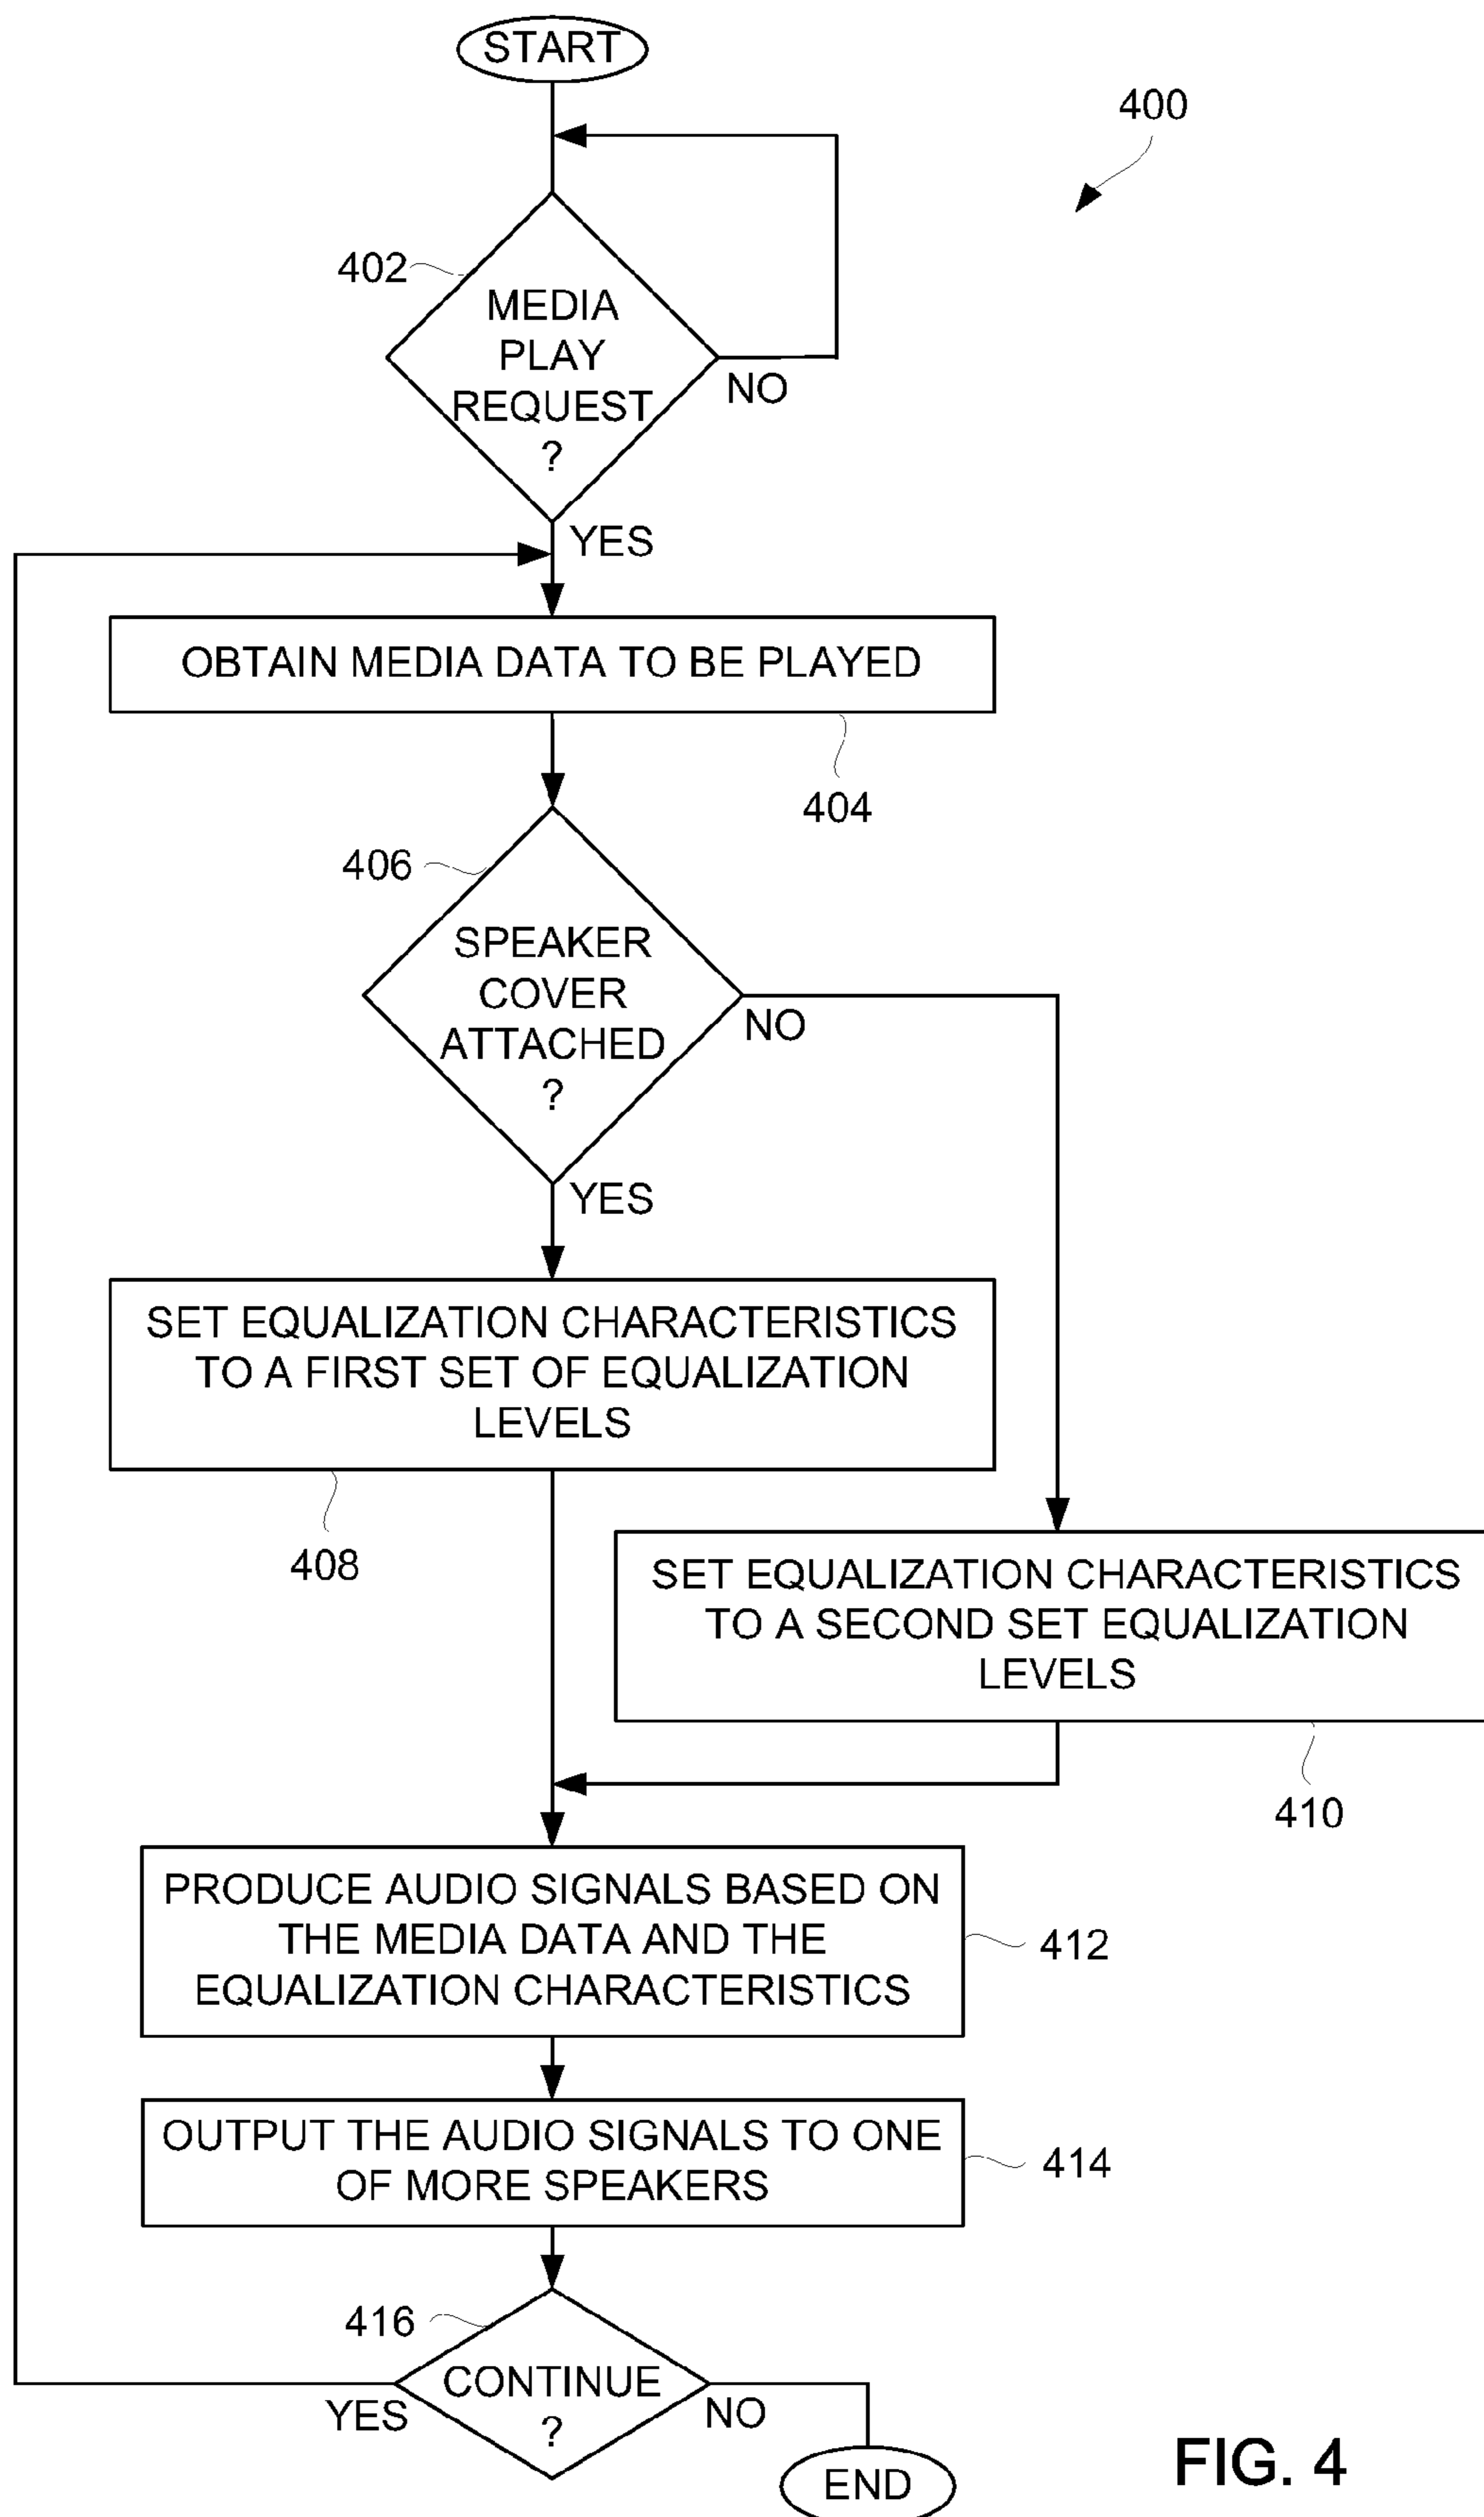 START
400
402
MEDIA
PLAY
REQUEST
?
NO
YES
OBTAIN MEDIA DATA TO BE PLAYED
404
406
SPEAKER
COVER
ATTACHED
?
NO
YES
SET EQUALIZATION CHARACTERISTICS
TO A FIRST SET OF EQUALIZATION
LEVELS
408
SET EQUALIZATION CHARACTERISTICS
TO A SECOND SET EQUALIZATION
LEVELS
410
PRODUCE AUDIO SIGNALS BASED ON
THE MEDIA DATA AND THE
EQUALIZATION CHARACTERISTICS
412
OUTPUT THE AUDIO SIGNALS TO ONE
OF MORE SPEAKERS
414
416
CONTINUE
?
YES
NO
END
FIG. 4